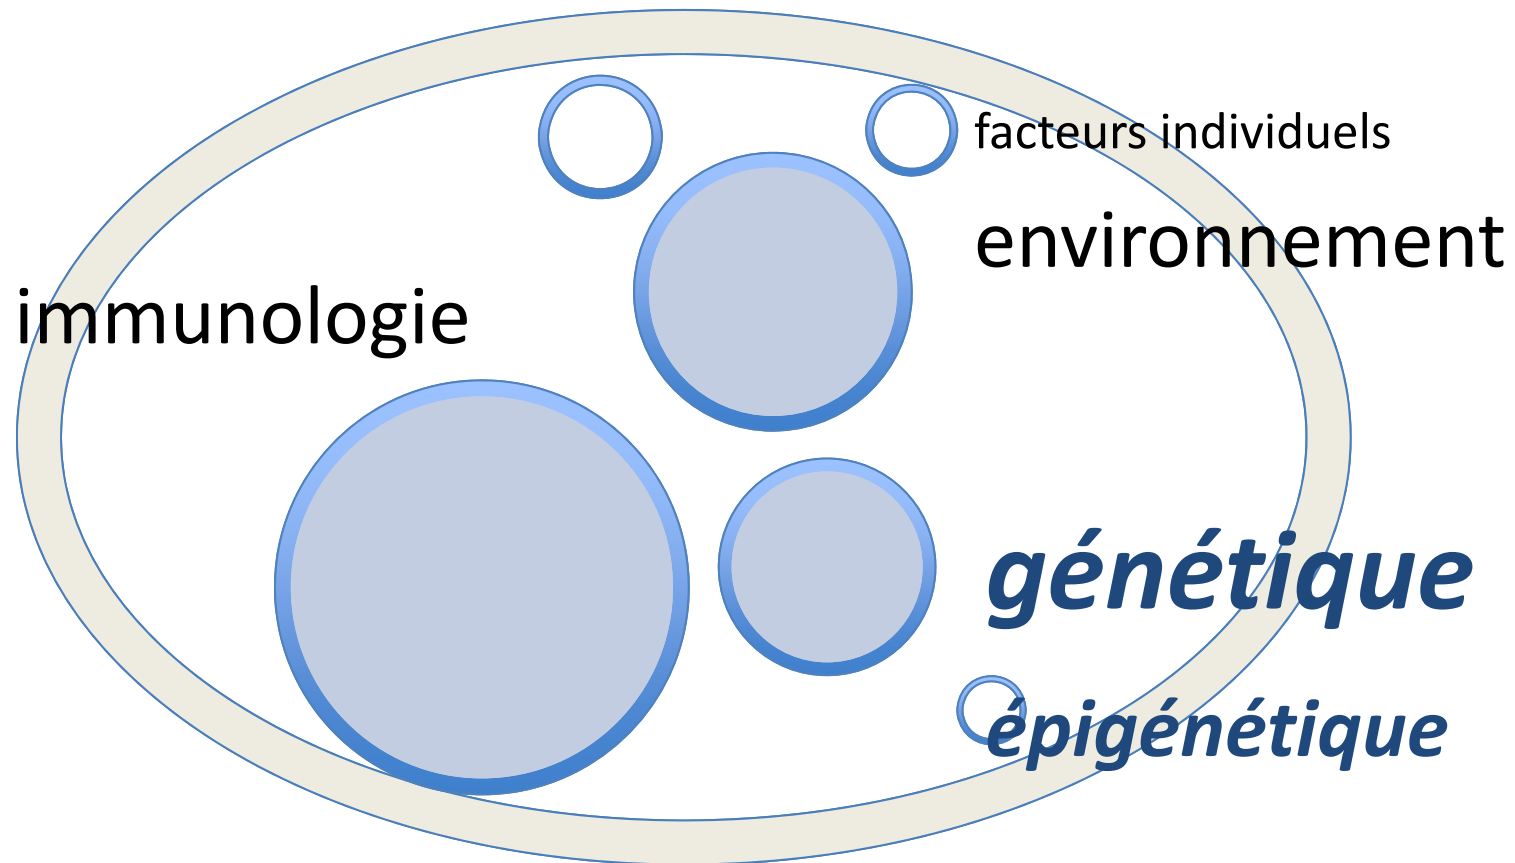 facteurs individuels
environnement
immunologie
génétique
épigénétique